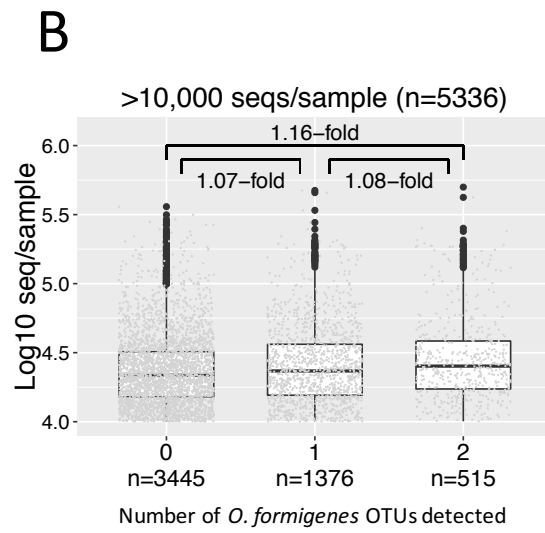 B
>10,000 seqs/sample (n=5336)
1.16−fold
1.07−fold 1.08−fold
Log10 seq/sample
6.0
5.5
5.0
4.5
4.0
0 1 2
n=3445 n=1376 n=515
Number of O. formigenes OTUs detected